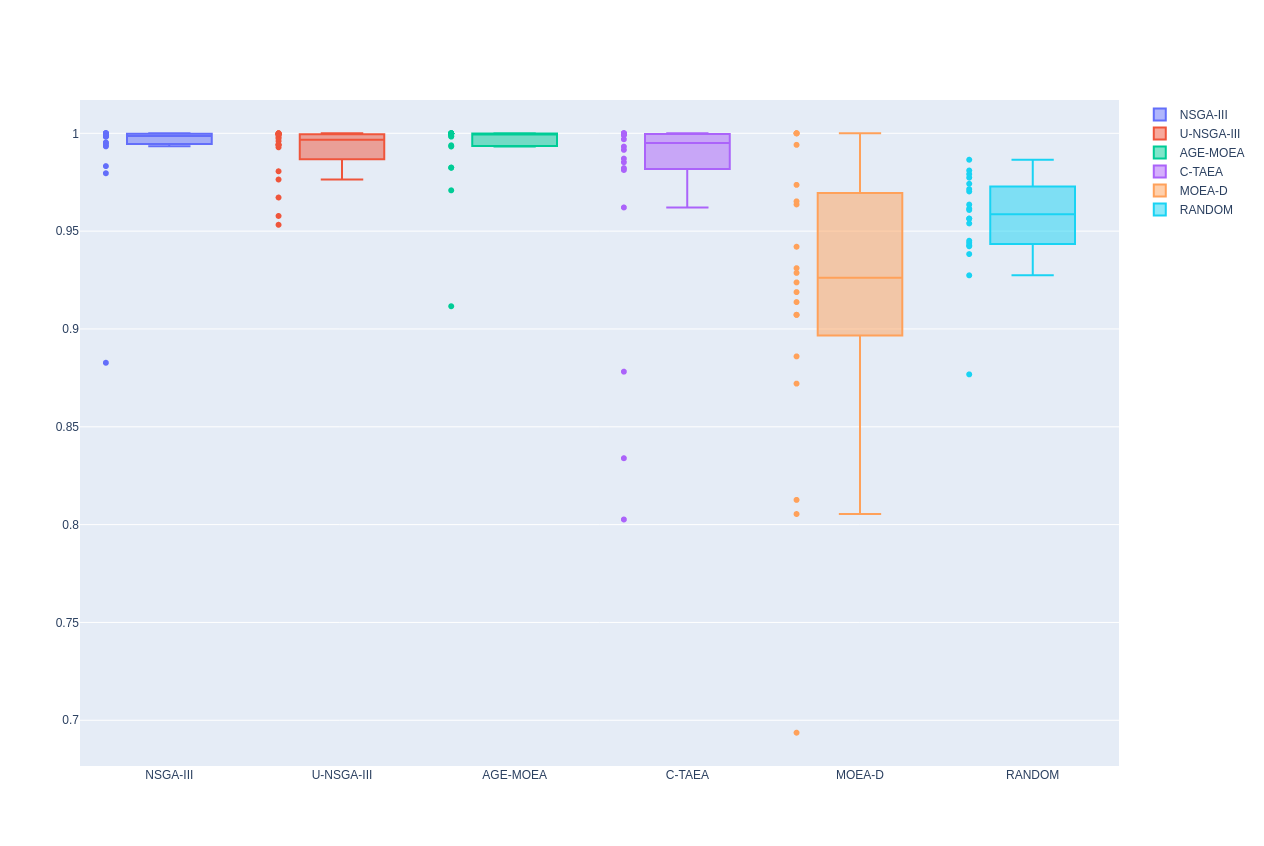 1
0.95
0.9
0.85
0.8
0.75
0.7
NSGA-III
U-NSGA-III
AGE-MOEA
C-TAEA
MOEA-D
RANDOM
NSGA-III
U-NSGA-III
AGE-MOEA
C-TAEA
MOEA-D
RANDOM